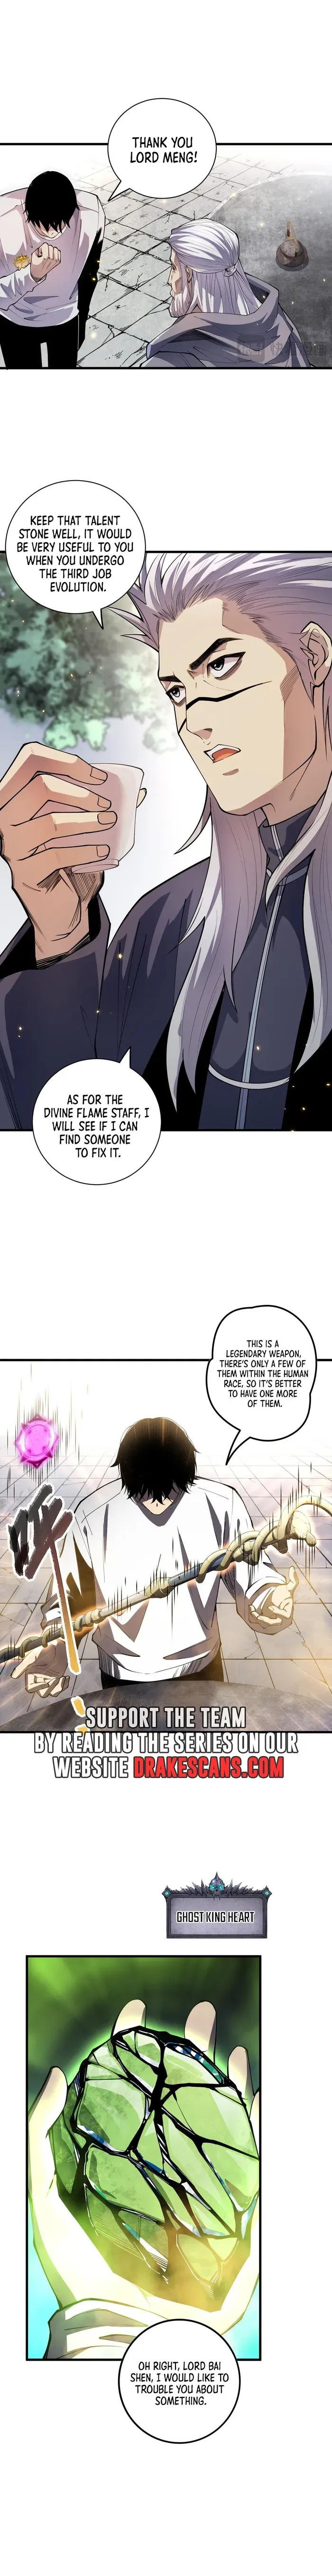 THANK YOU
LORD MENG!
KEEP THAT TALENT
STONE WELL, IT WOULD
BE VERY USEFUL TO YOU
WHEN YOU UNDERGO
THE THIRD JOB
EVOLUTION.
AS FOR THE
DIVINE FLAME STAFF, I
WILL SEE IF I CAN
FIND SOMEONE
TO FIX IT.
THIS IS A
LEGENDARY WEAPON,
THERE'S ONLY A FEW OF
THEM WITHIN THE HUMAN
RACE, SO IT'S BETTER
TO HAVE ONE MORE
OF THEM.
SUPPORT THE TEAM
BY READING THE SERIES ON OUR
WEBSITE DRAKESCANS.COM
GHOST KING HEART
OH RIGHT, LORD BAI
SHEN, I WOULD LIKE TO
TROUBLE YOU ABOUT
SOMETHING.